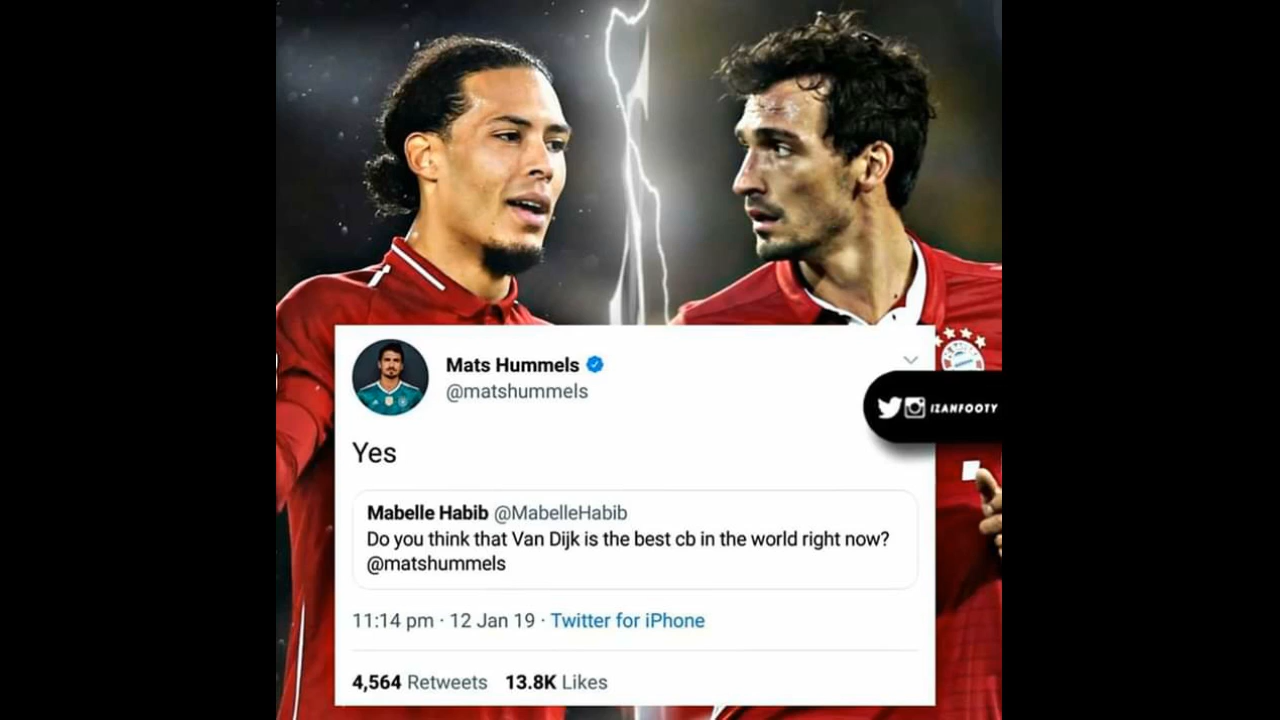 Mats Hummels
@matshummels
IZANFOOTY
Yes
Mabelle Habib @MabelleHabib
Do you think that Van Dijk is the best cb in the world right now?
@matshummels
11:14 pm · 12 Jan 19 · Twitter for iPhone
4,564 Retweets 13.8K Likes